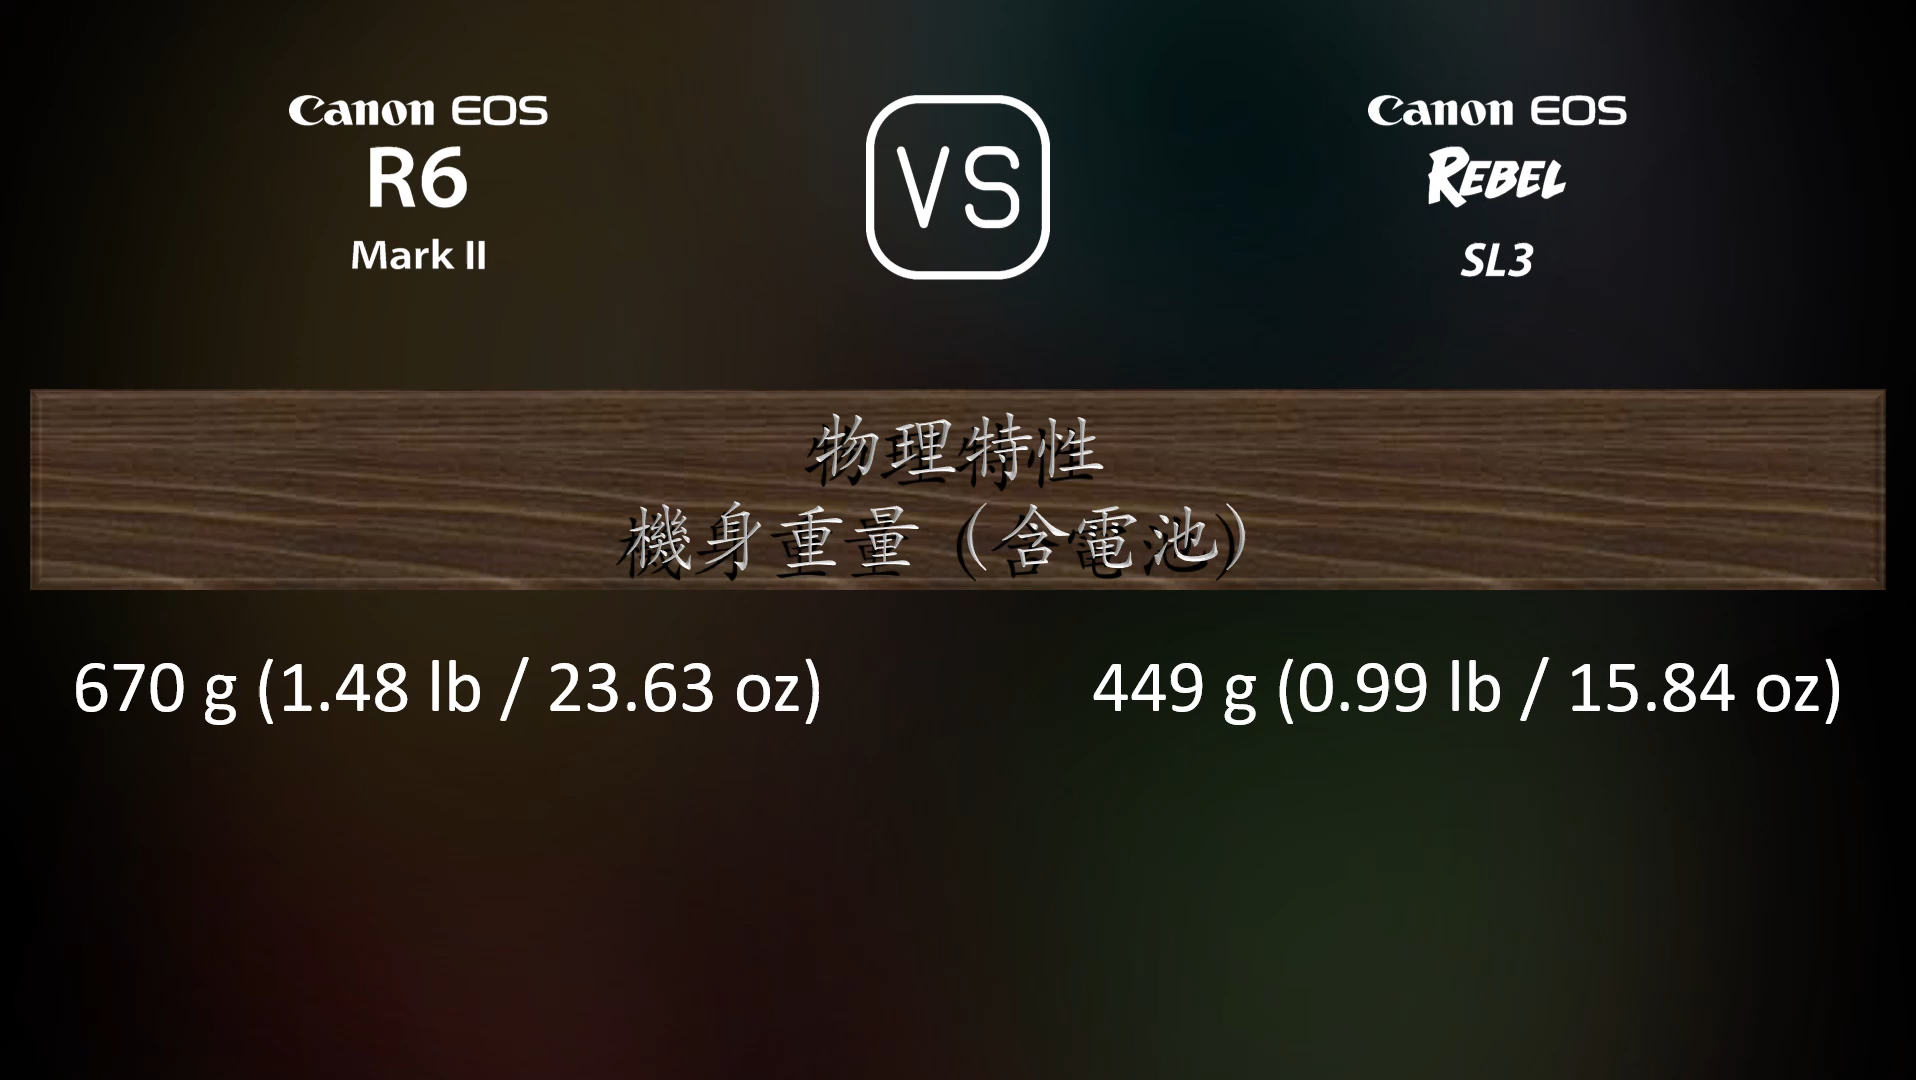 Canon EOS
R6
Mark II
VS
Canon EOS
REBEL
SL3
物理特性
機身重量（含電池）
670 g (1.48 lb / 23.63 oz)
449 g (0.99 lb / 15.84 oz)